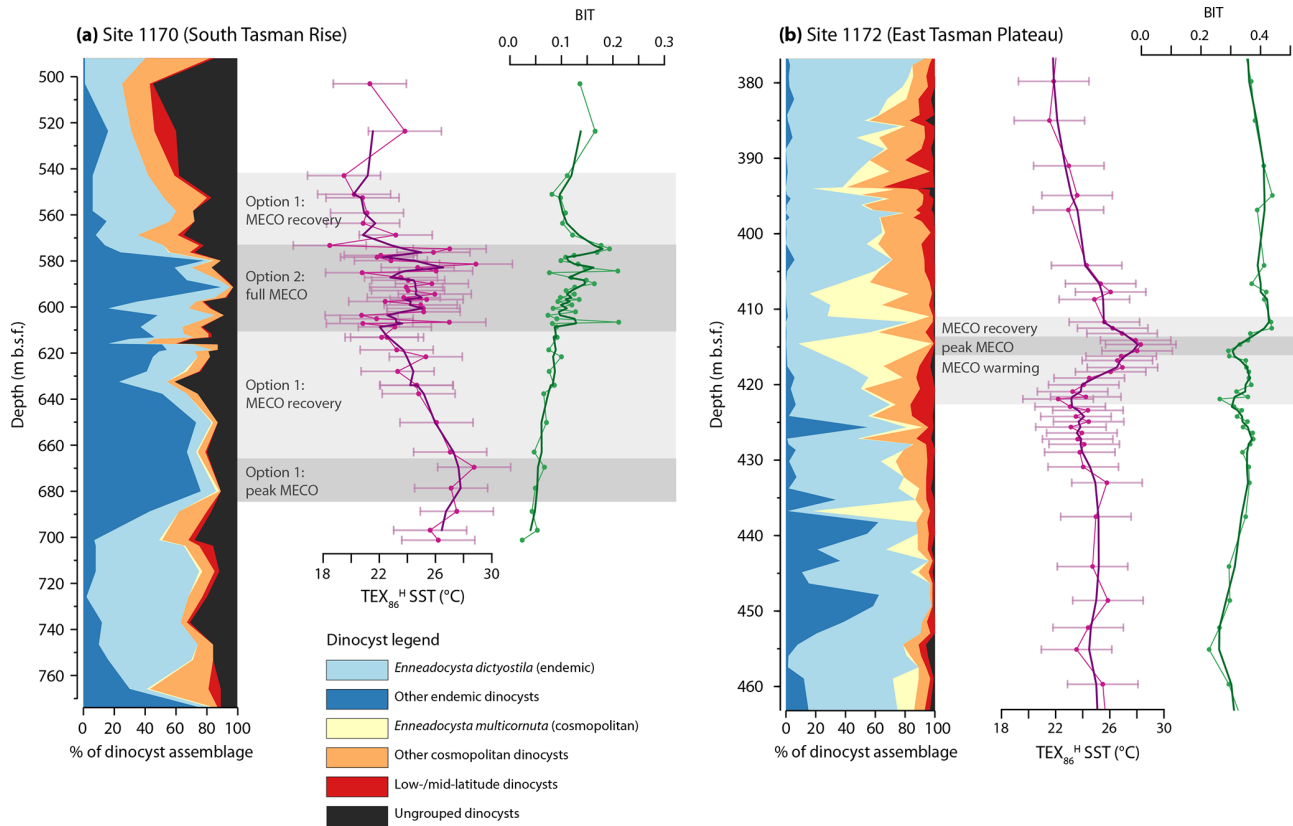 (a) Site 1170 (South Tasman Rise)
BIT
0.0 0.1 0.2 0.3
500
520
540
560
580
600
620
640
660
680
700
720
740
760
Depth (m b.s.f.)
0 20 40 60 80 100
% of dinocyst assemblage
Option 1:
MECO recovery
Option 2:
full MECO
Option 1:
MECO recovery
Option 1:
peak MECO
18 22 26 30
TEX86H SST (°C)
Dinocyst legend
Enneadocysta dictyostila (endemic)
Other endemic dinocysts
Enneadocysta multicornuta (cosmopolitan)
Other cosmopolitan dinocysts
Low-/mid-latitude dinocysts
Ungrouped dinocysts
(b) Site 1172 (East Tasman Plateau)
BIT
0.0 0.2 0.4
380
390
400
410
420
430
440
450
460
Depth (m b.s.f.)
0 20 40 60 80 100
% of dinocyst assemblage
MECO recovery
peak MECO
MECO warming
18 22 26 30
TEX86H SST (°C)